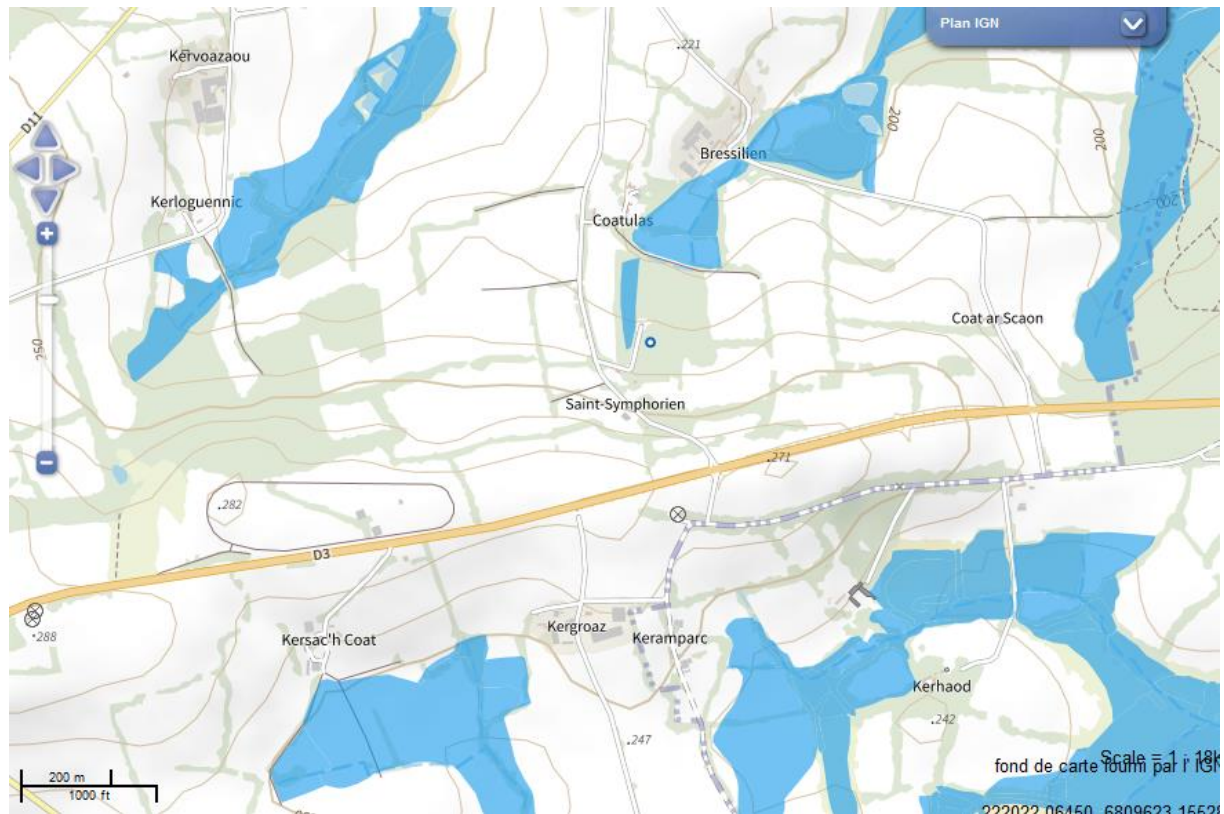 Plan IGN
.221
Kervoazaou
D11
200
200
Bressilien
Kerloguennic
200
Coatulas
Coat ar Scaon
250
Saint-Symphorien
.271
.282
D3
.288
Kersac'h Coat
Kergroaz
Keramparc
Kerhaod
.242
.247
200 m
1000 ft
Scale = 1 : 18k
fond de carte fourni par l' IGN